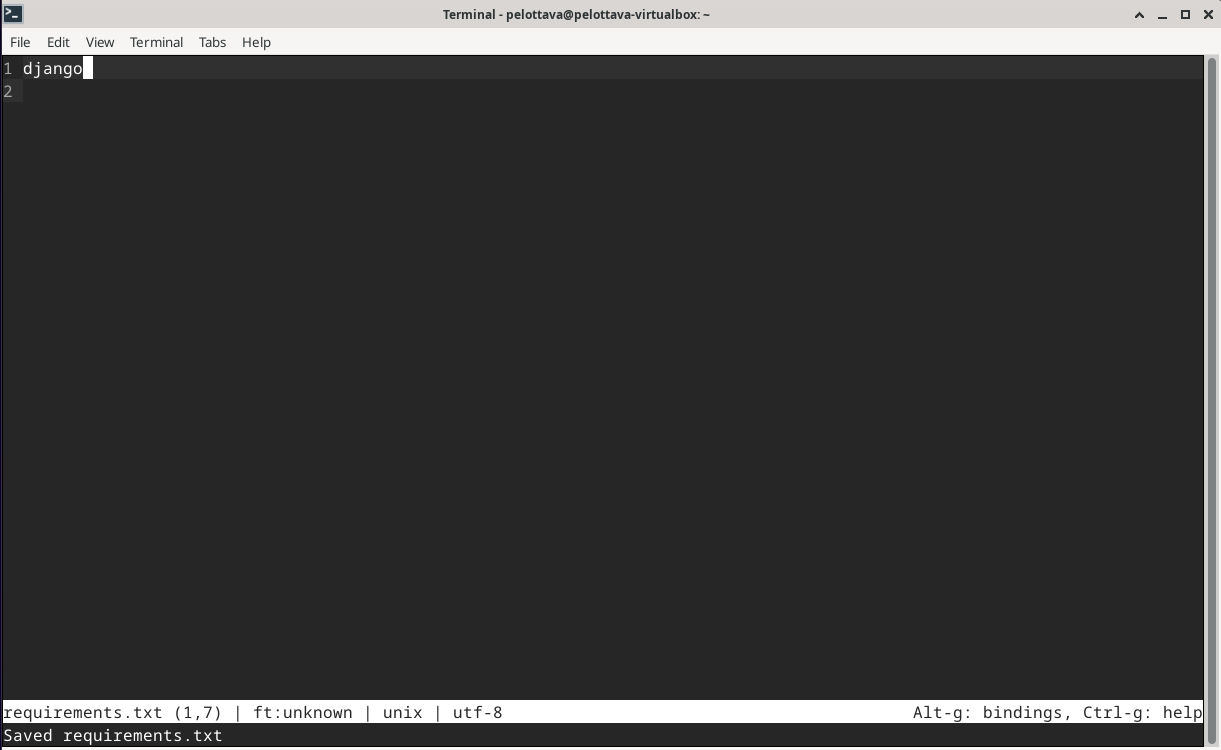 Terminal - pelottava@pelottava-virtualbox: ~
File Edit View Terminal Tabs Help
1 django
2
requirements.txt (1,7) | ft:unknown | unix | utf-8 Alt-g: bindings, Ctrl-g: help
Saved requirements.txt